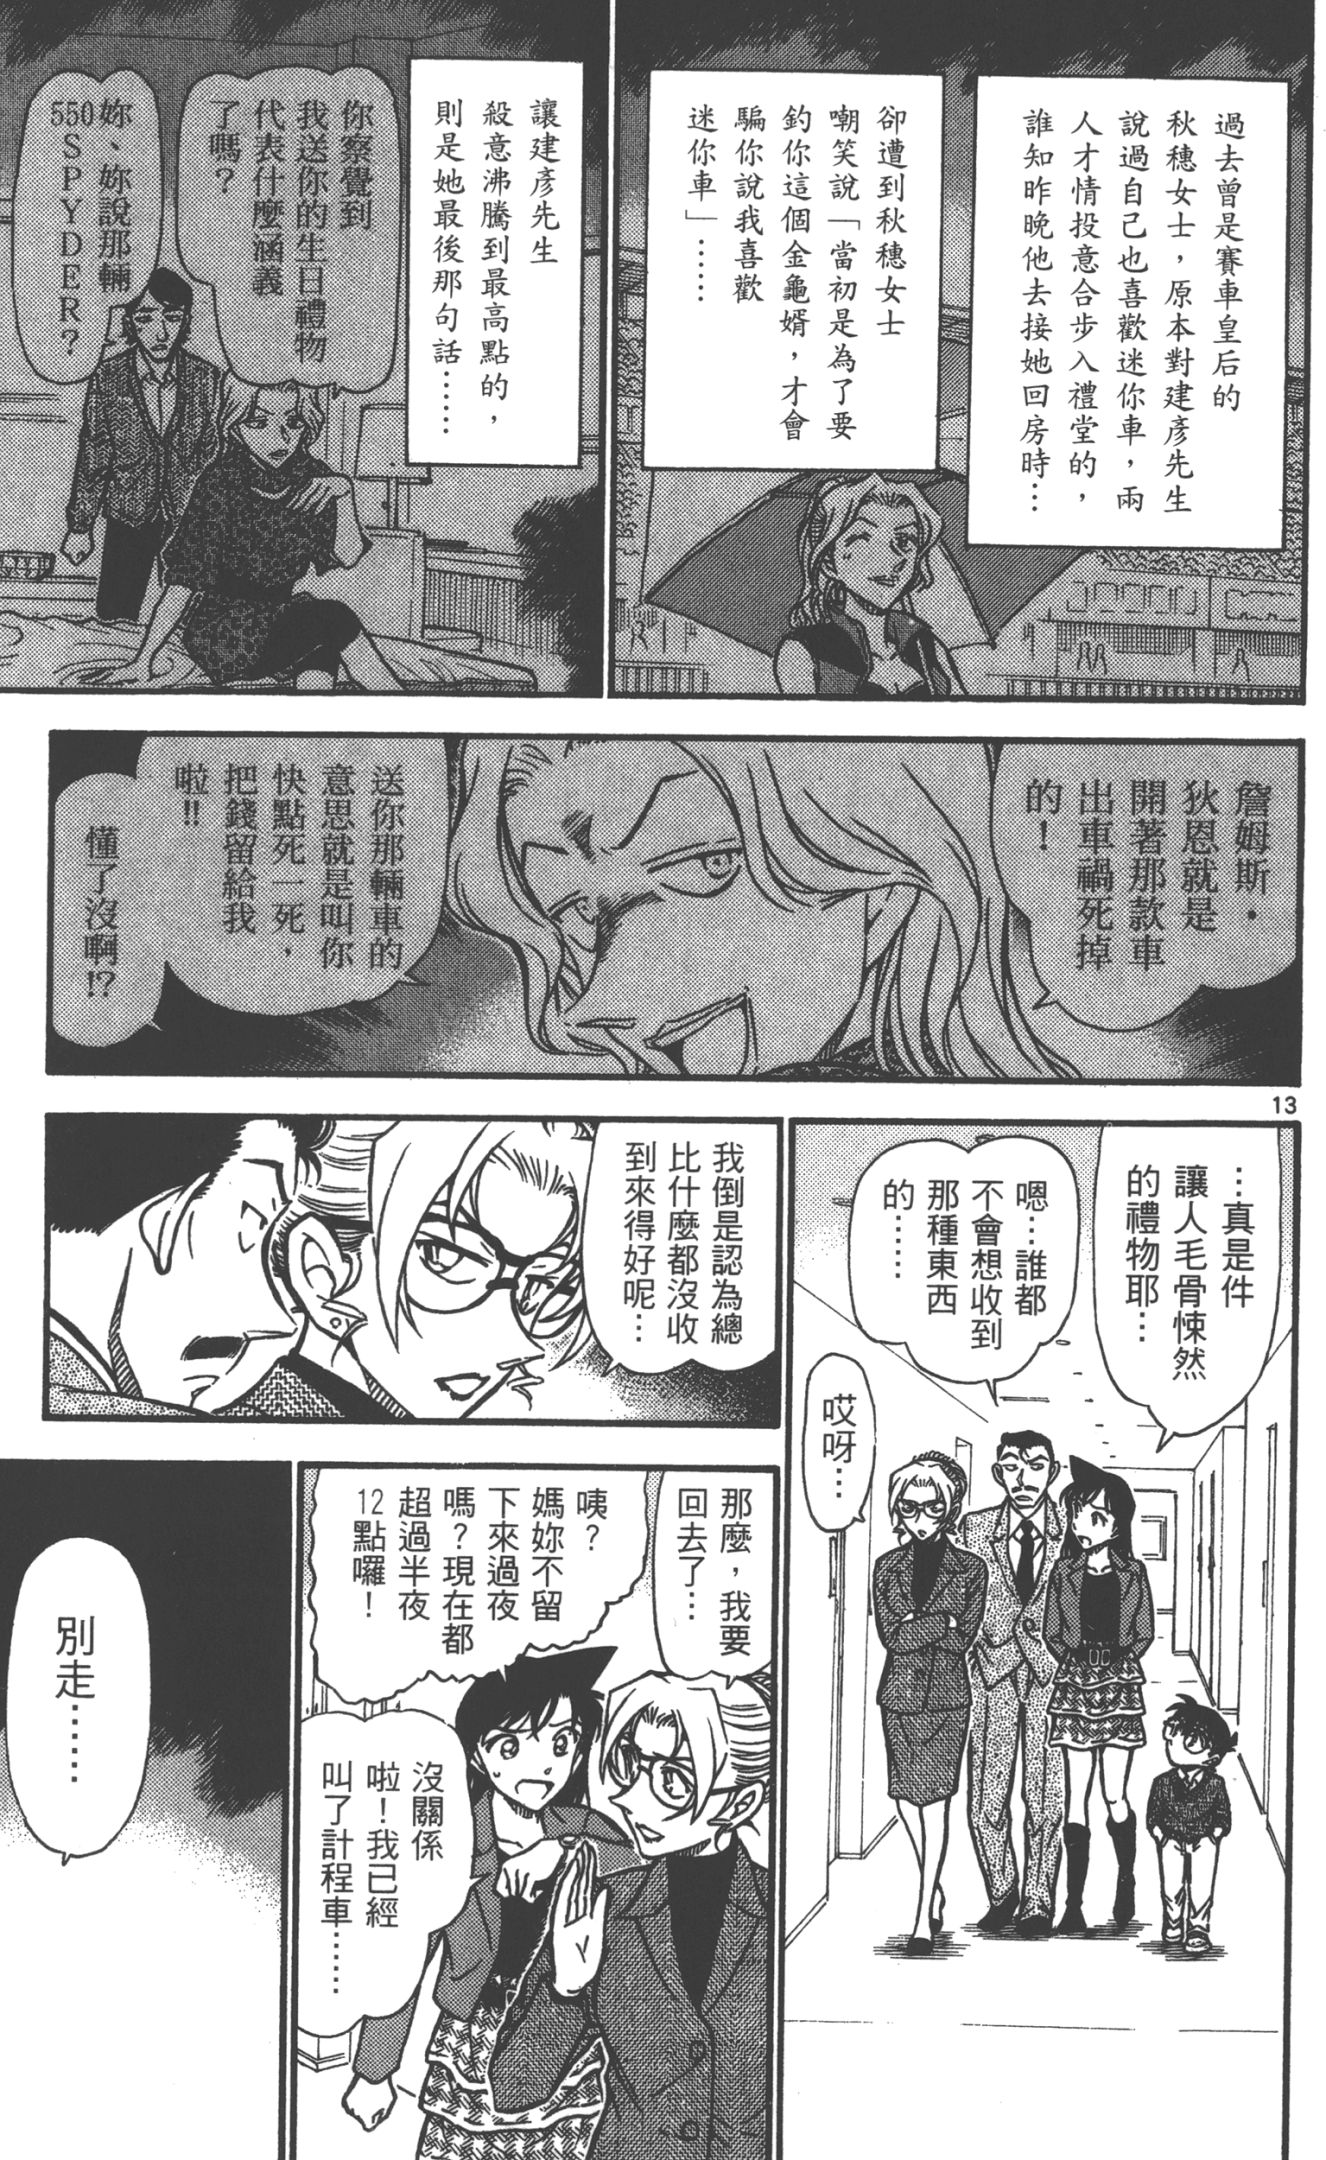 過去曾是賽車皇后的
秋穗女士，原本對建彥先生
說過自己也喜歡迷你車，兩
人才情投意合步入禮堂的，
誰知昨晚他去接她回房時…
卻遭到秋穗女士
嘲笑說「當初是為了要
釣你這個金龜婿，才會
騙你說我喜歡
迷你車」……
讓建彥先生
殺意沸騰到最高點的，
則是她最後那句話……
你察覺到
我送你的生日禮物
代表什麼涵義
了嗎？
妳、妳說那輛
550SPYDER？
詹姆斯・
狄恩就是
開著那款車
出車禍死掉
的！
送你那輛車的
意思就是叫你
快點死一死，
把錢留給我
啦!!
懂了沒啊!?
13
…真是件
讓人毛骨悚然
的禮物耶…
嗯…誰都
不會想收到
那種東西
的……
哎呀…
我倒是認為總
比什麼都沒收
到來得好呢…
那麼，我要
回去了…
咦？
媽妳不留
下來過夜
嗎？現在都
超過半夜
12點囉！
沒關係
啦！我已經
叫了計程車……
別走……